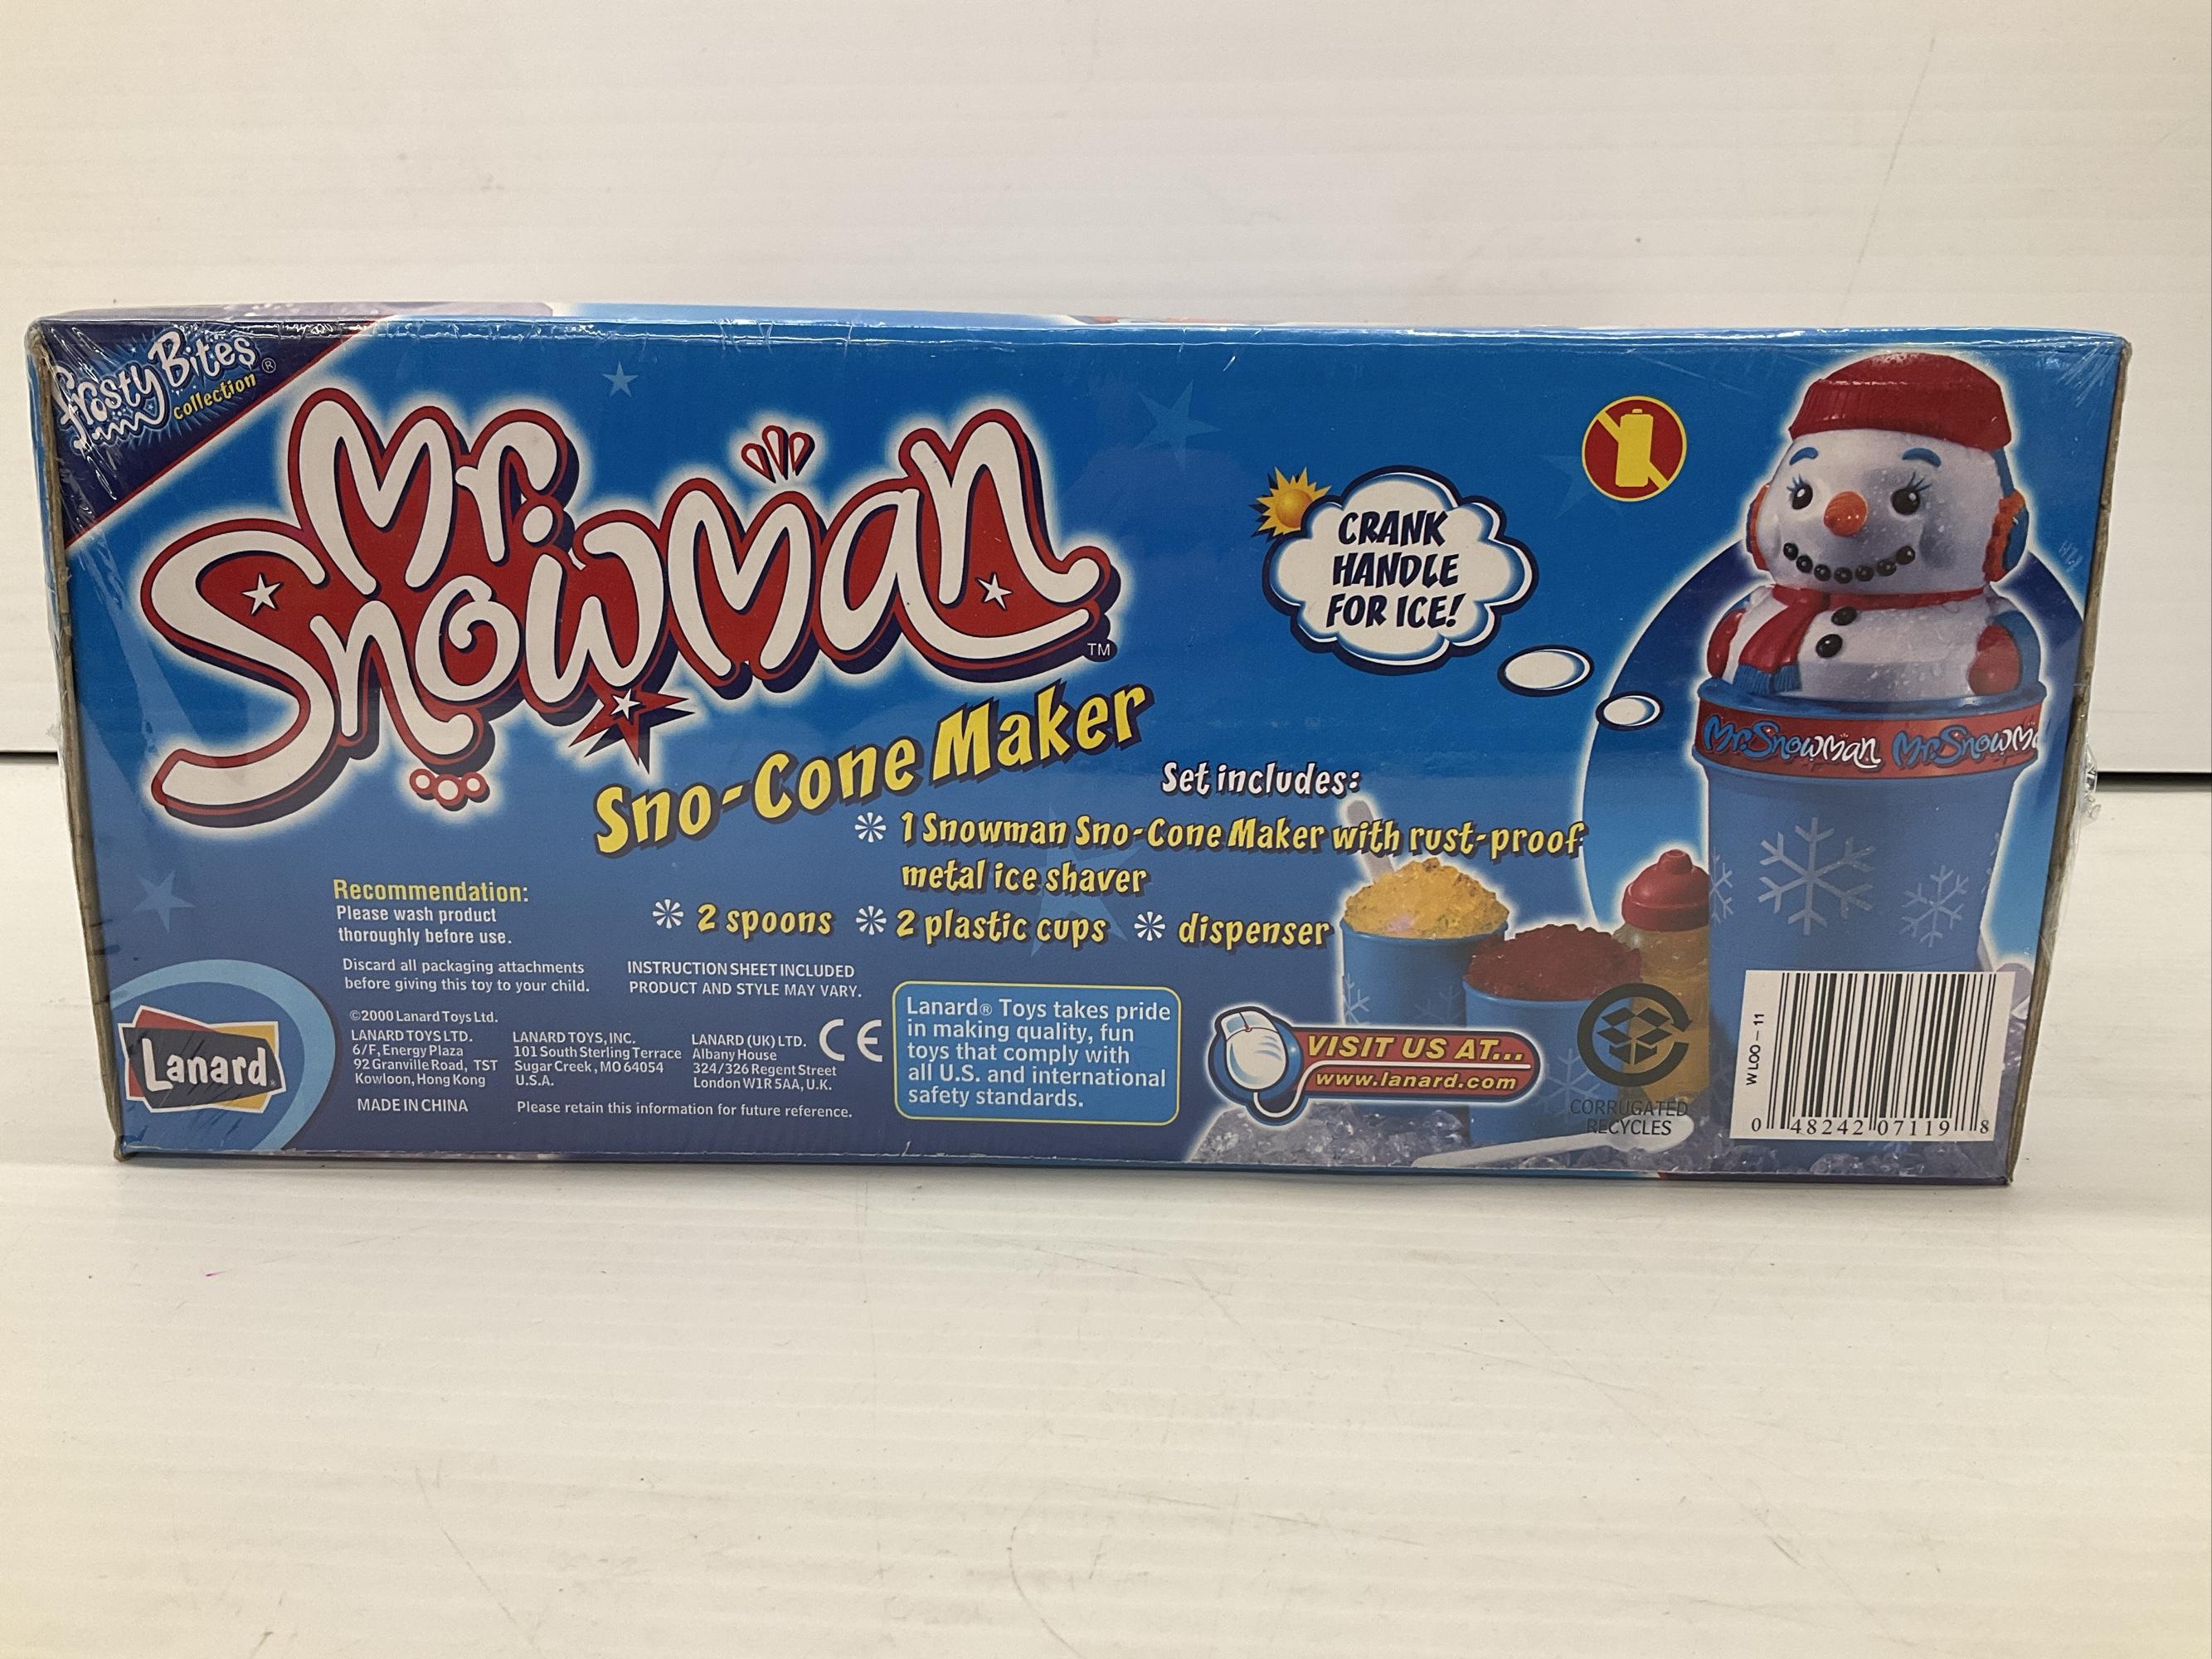 Frosty Bites®
collection
Mr.
Snowman™
Sno-Cone Maker
CRANK
HANDLE
FOR ICE!
Mr. Snowman Mr. Snowm
Set includes:
* 1 Snowman Sno-Cone Maker with rust-proof
metal ice shaver
* 2 spoons * 2 plastic cups * dispenser
Recommendation:
Please wash product
thoroughly before use.
Discard all packaging attachments
before giving this toy to your child.
INSTRUCTION SHEET INCLUDED
PRODUCT AND STYLE MAY VARY.
©2000 Lanard Toys Ltd.
LANARD TOYS LTD.
6/F, Energy Plaza
92 Granville Road, TST
Kowloon, Hong Kong
LANARD TOYS, INC.
101 South Sterling Terrace
Sugar Creek, MO 64054
U.S.A.
LANARD (UK) LTD.
Albany House
324/326 Regent Street
London W1R 5AA, U.K.
CE
MADE IN CHINA
Please retain this information for future reference.
Lanard®
Lanard® Toys takes pride
in making quality, fun
toys that comply with
all U.S. and international
safety standards.
VISIT US AT...
www.lanard.com
CORRUGATED
RECYCLES
WL00-11
0 48242 07119 8